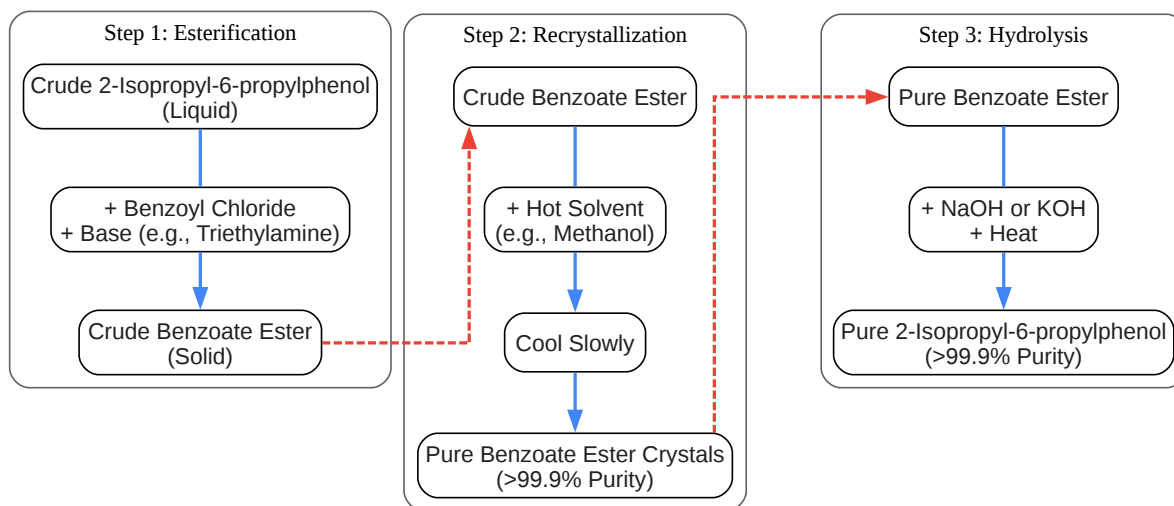 Step 1: Esterification
Crude 2-Isopropyl-6-propylphenol
(Liquid)
+ Benzoyl Chloride
+ Base (e.g., Triethylamine)
Crude Benzoate Ester
(Solid)
Step 2: Recrystallization
Crude Benzoate Ester
+ Hot Solvent
(e.g., Methanol)
Cool Slowly
Pure Benzoate Ester Crystals
(>99.9% Purity)
Step 3: Hydrolysis
Pure Benzoate Ester
+ NaOH or KOH
+ Heat
Pure 2-Isopropyl-6-propylphenol
(>99.9% Purity)